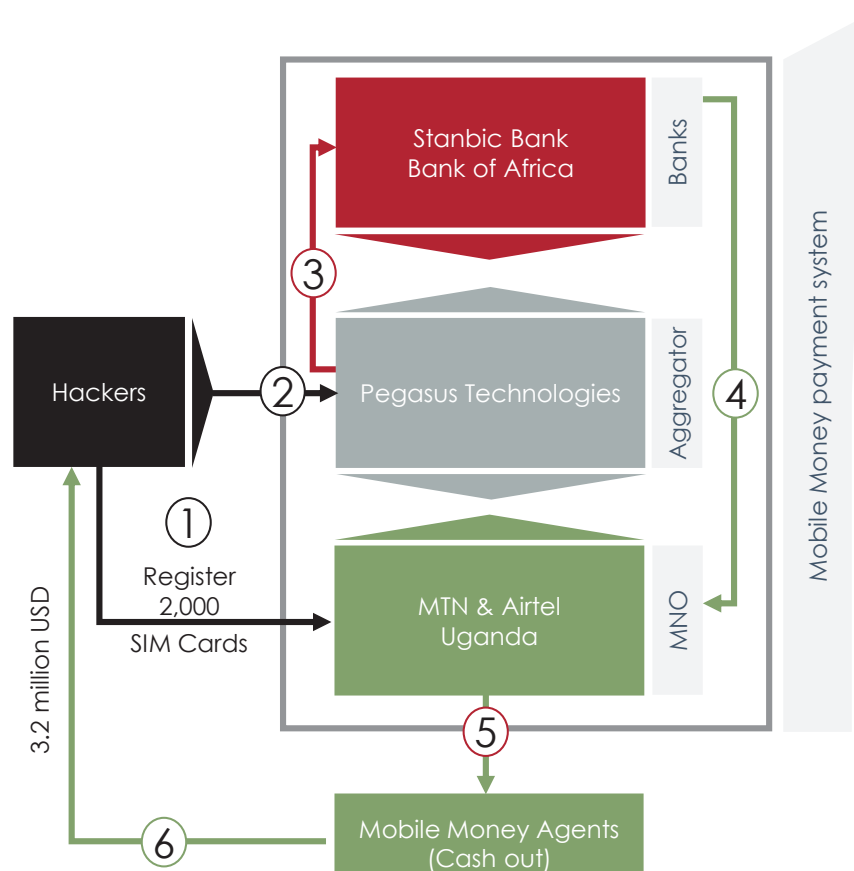 Stanbic Bank
Bank of Africa
Banks
3
Hackers
2
Pegasus Technologies
Aggregator
4
Mobile Money payment system
1
Register
2,000
SIM Cards
MTN & Airtel
Uganda
MNO
3.2 million USD
5
Mobile Money Agents
(Cash out)
6